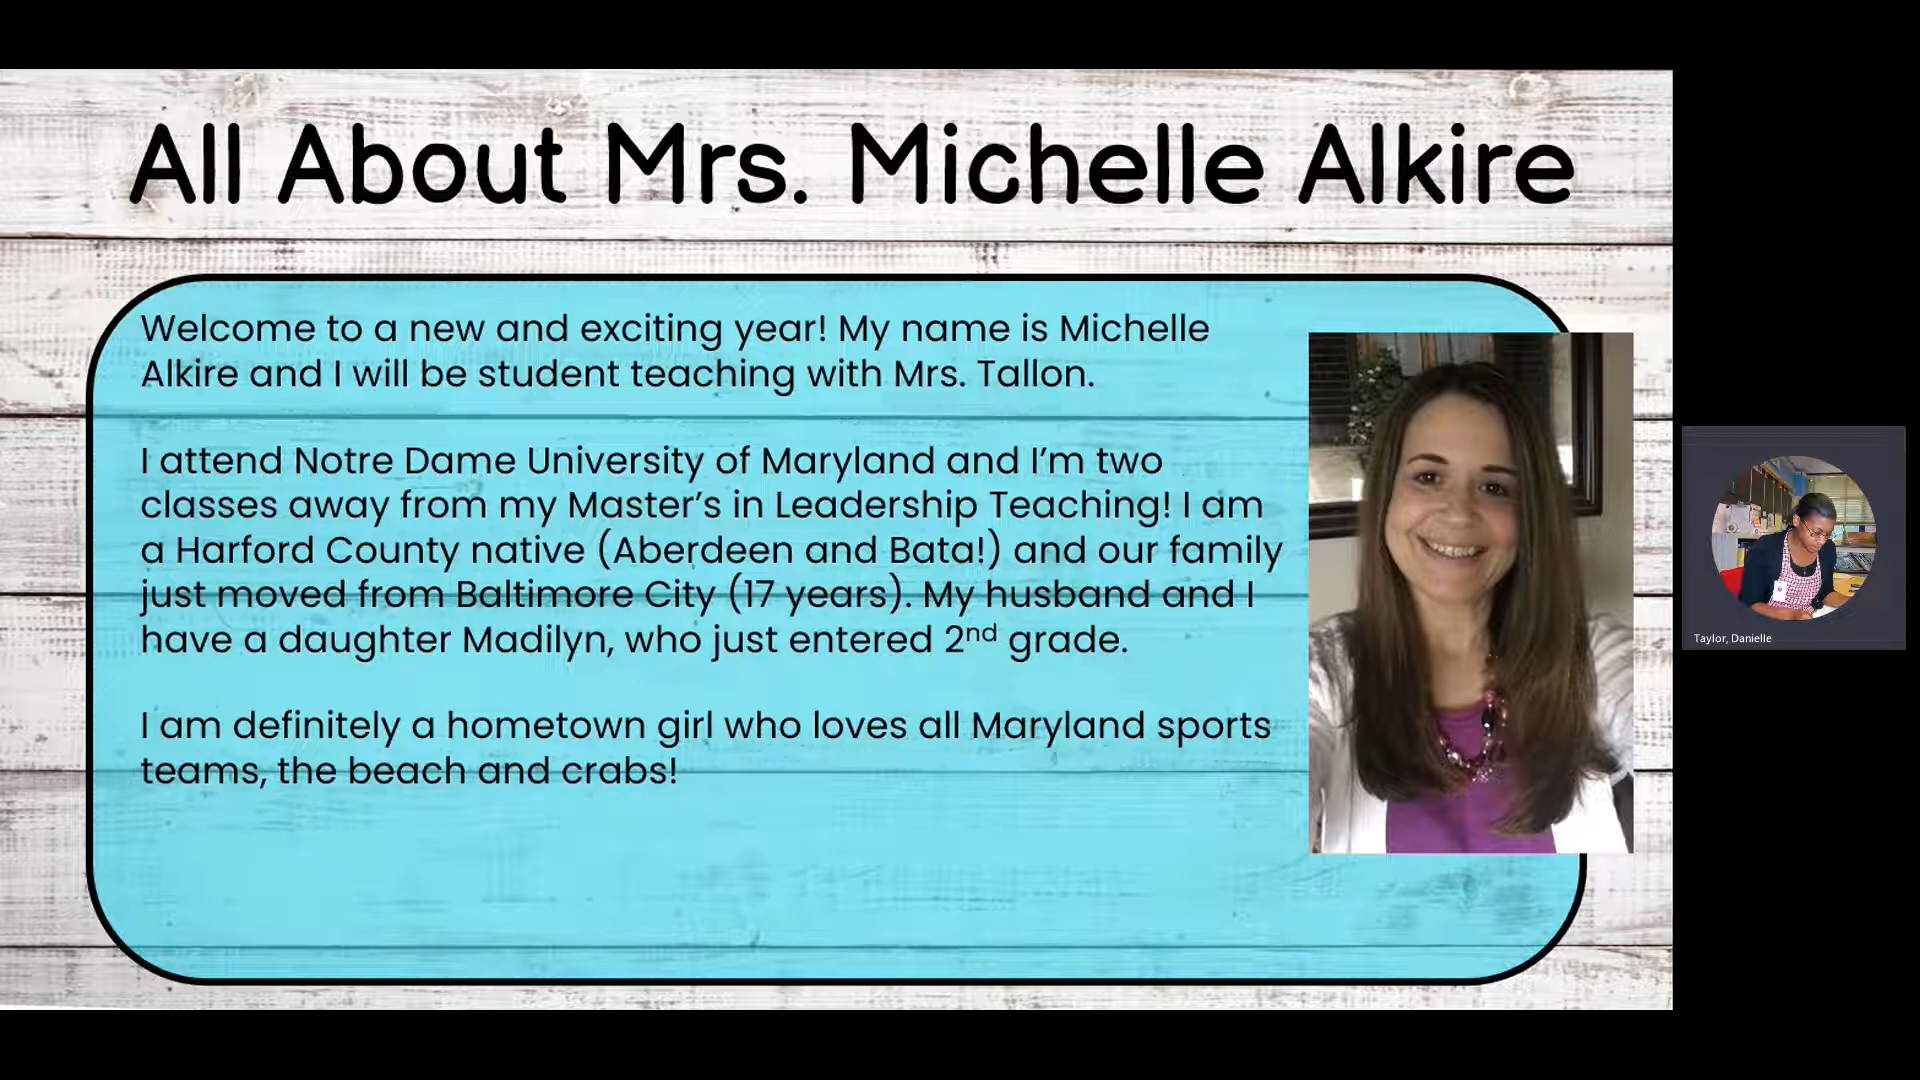 All About Mrs. Michelle Alkire
Welcome to a new and exciting year! My name is Michelle
Alkire and I will be student teaching with Mrs. Tallon.
I attend Notre Dame University of Maryland and I'm two
classes away from my Master's in Leadership Teaching! I am
a Harford County native (Aberdeen and Bata!) and our family
just moved from Baltimore City (17 years). My husband and I
have a daughter Madilyn, who just entered 2nd grade.
I am definitely a hometown girl who loves all Maryland sports
teams, the beach and crabs!
Taylor, Danielle